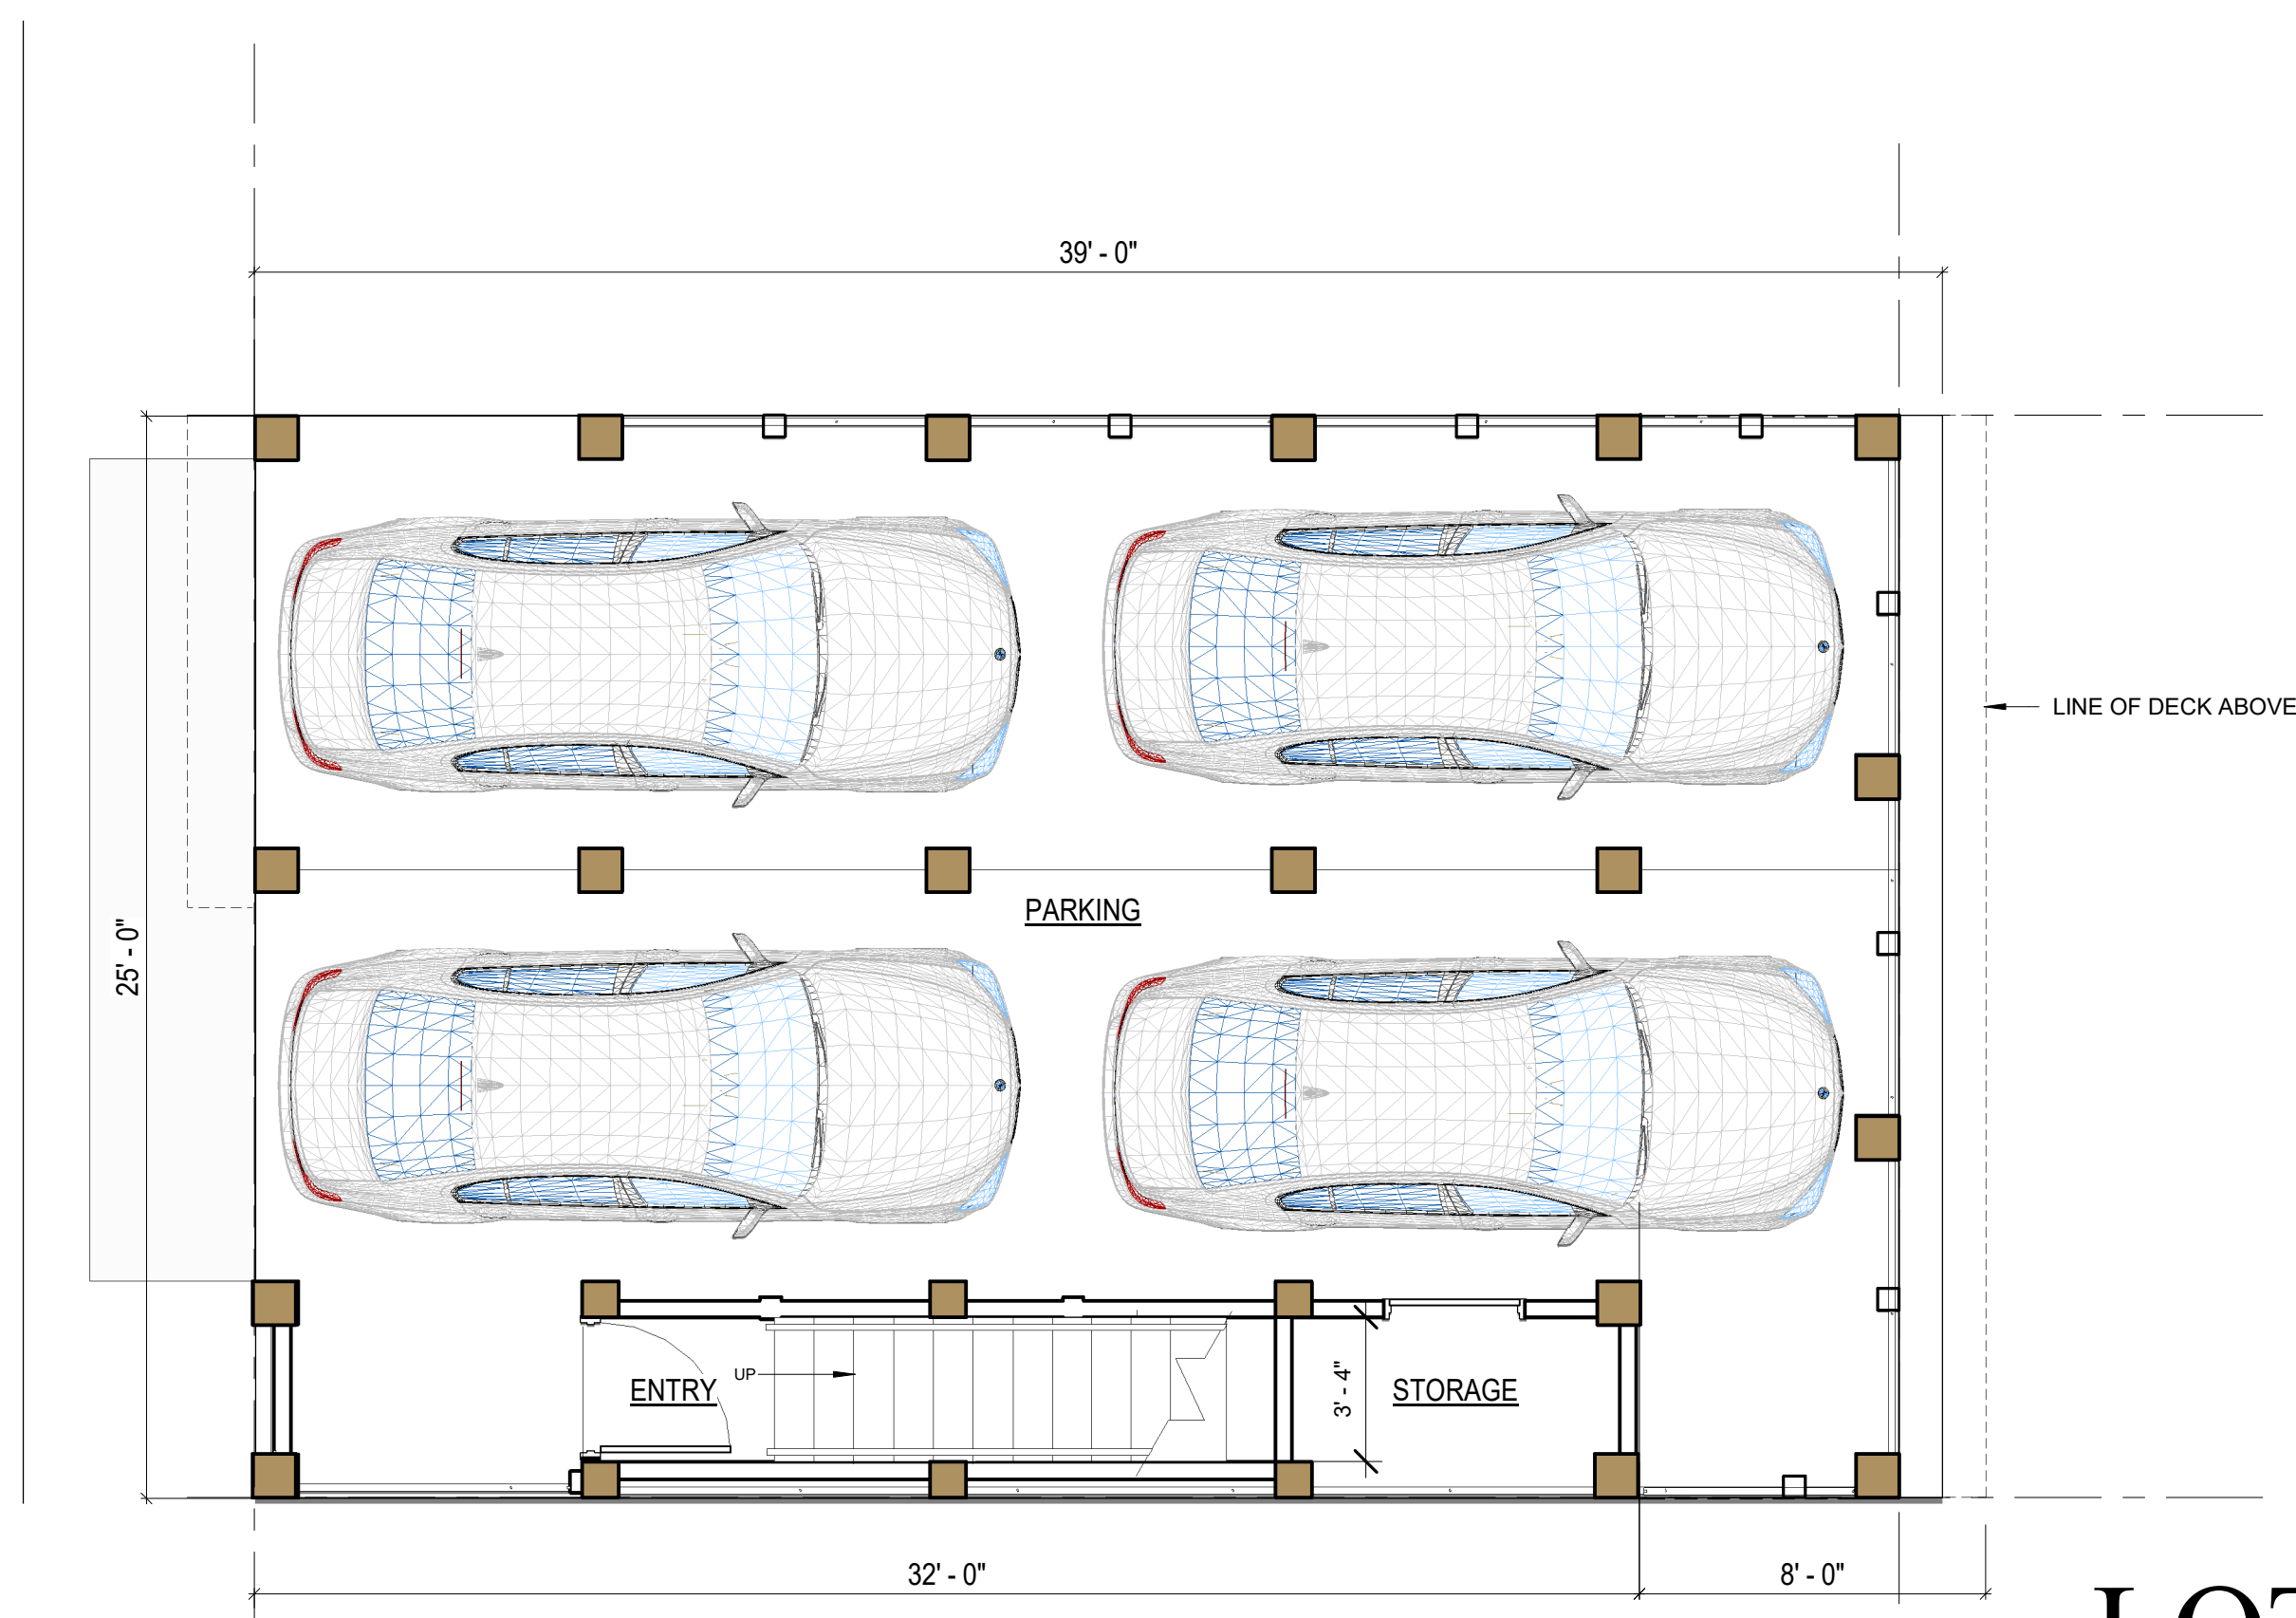 39' - 0"
LINE OF DECK ABOVE
PARKING
25' - 0"
ENTRY
UP
3' - 4"
STORAGE
32' - 0"
8' - 0"